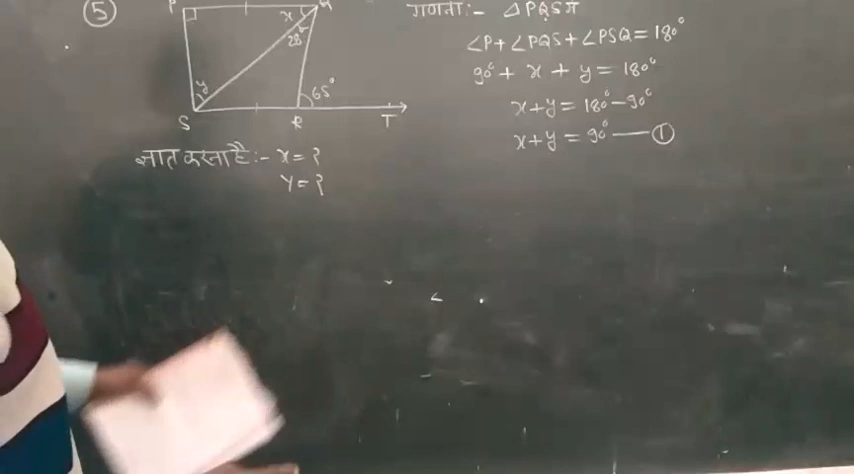 5
P Q
x
28°
y
65°
S R T
ज्ञात करना है :- x = ?
y = ?
गणना :- △PQS में
∠P + ∠PQS + ∠PSQ = 180°
90° + x + y = 180°
x + y = 180° - 90°
x + y = 90° — 1